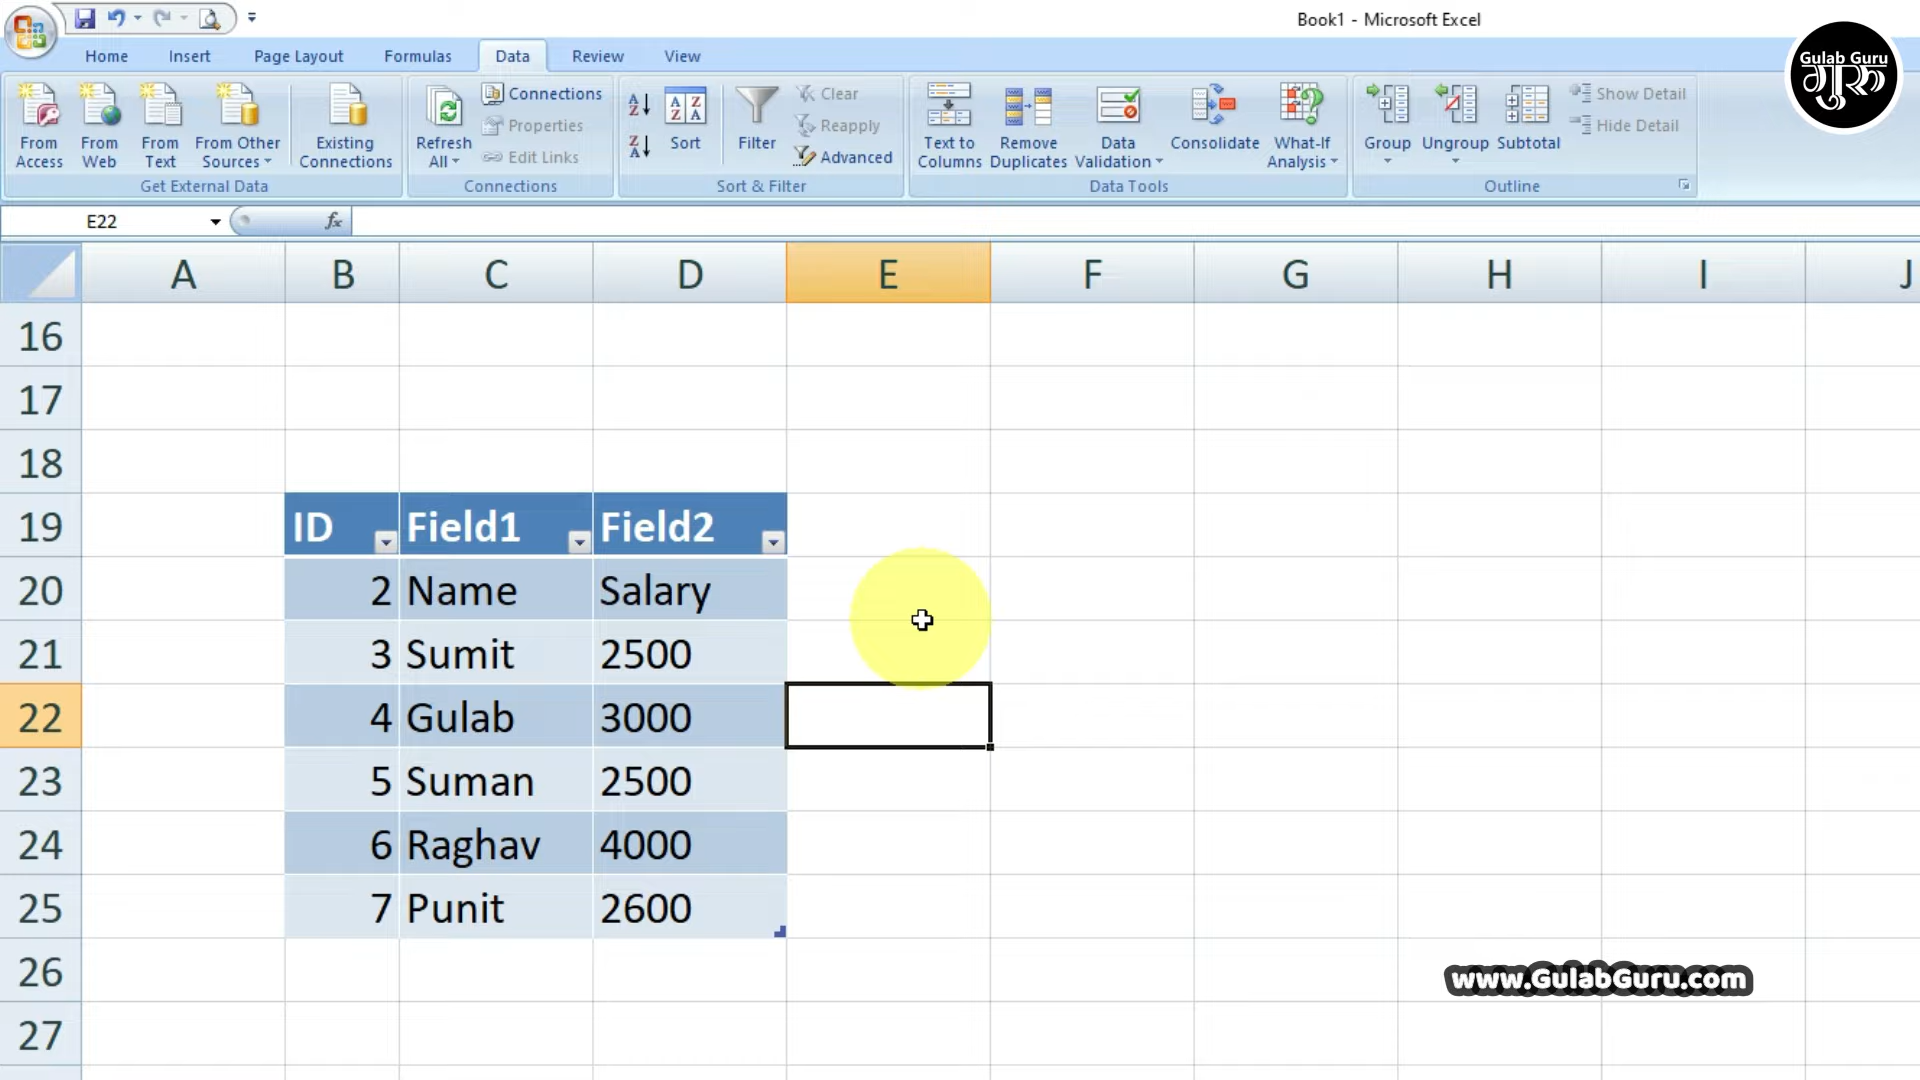 Book1 - Microsoft Excel
Home Insert Page Layout Formulas Data Review View
Gulab Guru
गुरु
From Access
From Web
From Text
From Other Sources
Existing Connections
Get External Data
Refresh All
Connections
Properties
Edit Links
Connections
Sort
Filter
Clear
Reapply
Advanced
Sort & Filter
Text to Columns
Remove Duplicates
Data Validation
Consolidate
What-If Analysis
Data Tools
Group
Ungroup
Subtotal
Show Detail
Hide Detail
Outline
E22 fx
A B C D E F G H I J
16
17
18
19 ID Field1 Field2
20 2 Name Salary
21 3 Sumit 2500
22 4 Gulab 3000
23 5 Suman 2500
24 6 Raghav 4000
25 7 Punit 2600
26
www.GulabGuru.com
27